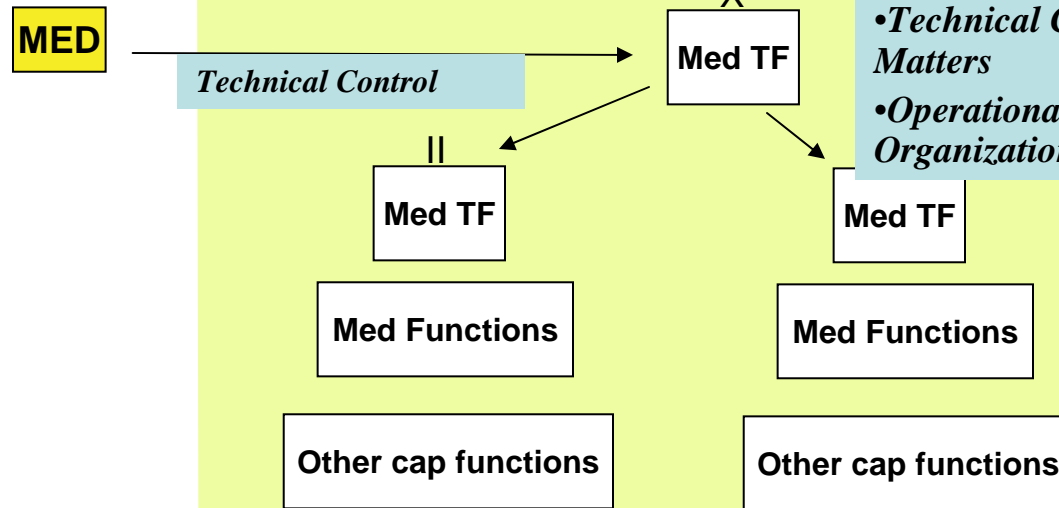 MED
Technical Control
X
Med TF
•Technical
Matters
•Operationa
Organization
II
Med TF
Med TF
Med Functions
Med Functions
Other cap functions
Other cap functions